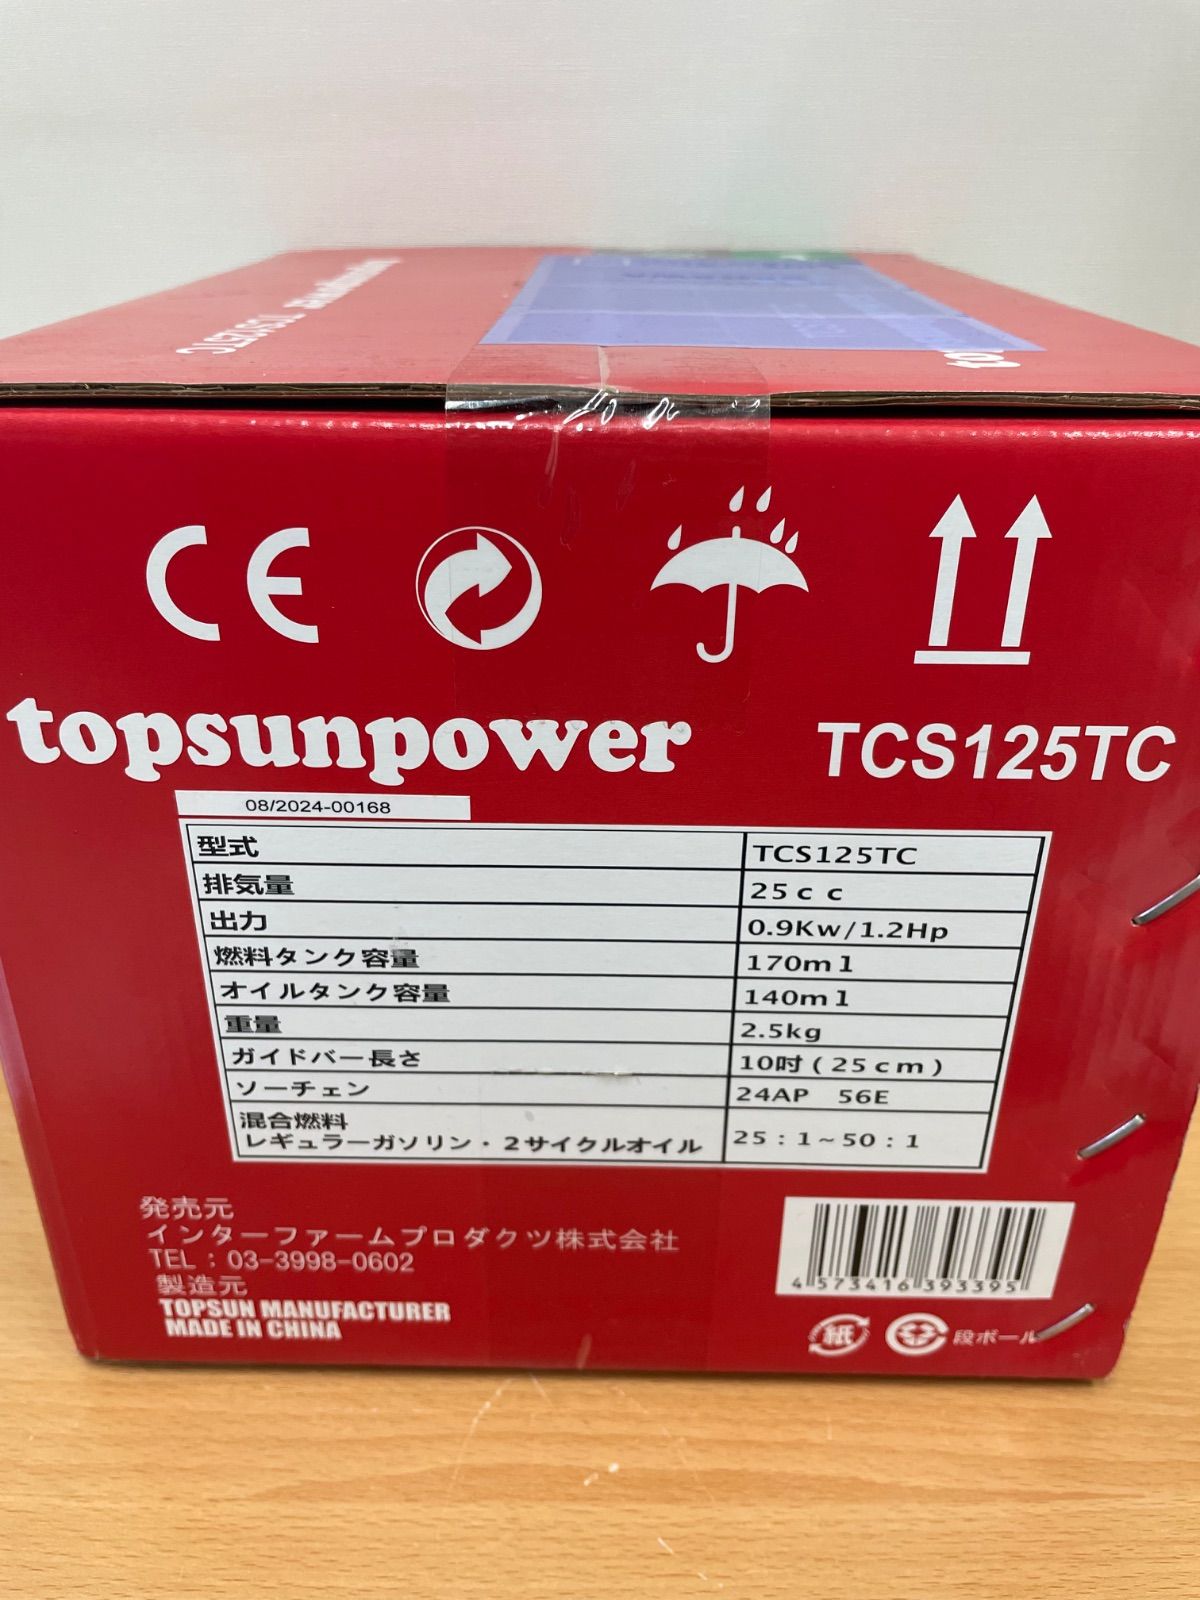 TCS125TC
CE
topsunpower TCS125TC
08/2024-00168
型式 TCS125TC
排気量 25ｃｃ
出力 0.9Kw/1.2Hp
燃料タンク容量 170ml
オイルタンク容量 140ml
重量 2.5kg
ガイドバー長さ 10吋(25cm)
ソーチェン 24AP 56E
混合燃料
レギュラーガソリン・2サイクルオイル 25：1～50：1
発売元
インターファームプロダクツ株式会社
TEL：03-3998-0602
製造元
TOPSUN MANUFACTURER
MADE IN CHINA
4 573416 393395
紙 段ボール